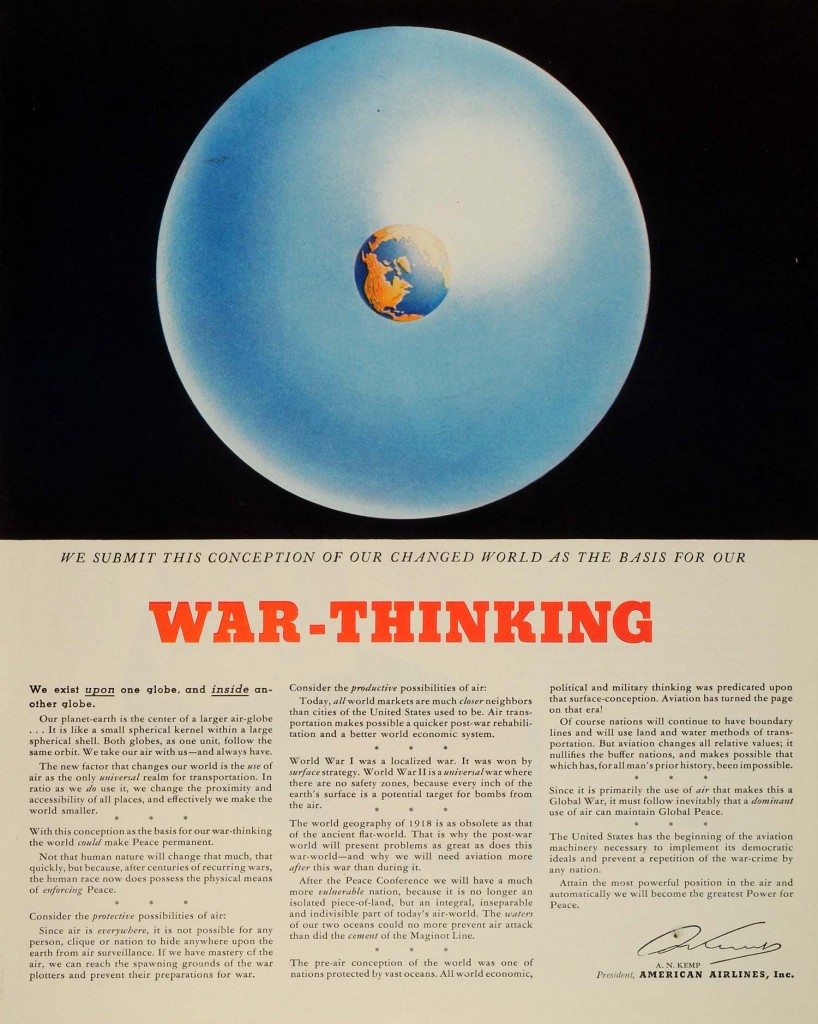 WE SUBMIT THIS CONCEPTION OF OUR CHANGED WORLD AS THE BASIS FOR OUR
WAR-THINKING
We exist upon one globe, and inside an-
other globe.
Our planet-earth is the center of a larger air-globe
. . . It is like a small spherical kernel within a large
spherical shell. Both globes, as one unit, follow the
same orbit. We take our air with us—and always have.
The new factor that changes our world is the use of
air as the only universal realm for transportation. In
ratio as we do use it, we change the proximity and
accessibility of all places, and effectively we make the
world smaller.
* * *
With this conception as the basis for our war-thinking
the world could make Peace permanent.
Not that human nature will change that much, that
quickly, but because, after centuries of recurring wars,
the human race now does possess the physical means
of enforcing Peace.
* * *
Consider the protective possibilities of air:
Since air is everywhere, it is not possible for any
person, clique or nation to hide anywhere upon the
earth from air surveillance. If we have mastery of the
air, we can reach the spawning grounds of the war
plotters and prevent their preparations for war.
Consider the productive possibilities of air:
Today, all world markets are much closer neighbors
than cities of the United States used to be. Air trans-
portation makes possible a quicker post-war rehabili-
tation and a better world economic system.
* * *
World War I was a localized war. It was won by
surface strategy. World War II is a universal war where
there are no safety zones, because every inch of the
earth's surface is a potential target for bombs from
the air.
* * *
The world geography of 1918 is as obsolete as that
of the ancient flat-world. That is why the post-war
world will present problems as great as does this
war-world—and why we will need aviation more
after this war than during it.
After the Peace Conference we will have a much
more vulnerable nation, because it is no longer an
isolated piece-of-land, but an integral, inseparable
and indivisible part of today's air-world. The waters
of our two oceans could no more prevent air attack
than did the cement of the Maginot Line.
* * *
The pre-air conception of the world was one of
nations protected by vast oceans. All world economic,
political and military thinking was predicated upon
that surface-conception. Aviation has turned the page
on that era!
Of course nations will continue to have boundary
lines and will use land and water methods of trans-
portation. But aviation changes all relative values; it
nullifies the buffer nations, and makes possible that
which has, for all man's prior history, been impossible.
* * *
Since it is primarily the use of air that makes this a
Global War, it must follow inevitably that a dominant
use of air can maintain Global Peace.
* * *
The United States has the beginning of the aviation
machinery necessary to implement its democratic
ideals and prevent a repetition of the war-crime by
any nation.
Attain the most powerful position in the air and
automatically we will become the greatest Power for
Peace.
A. N. KEMP
President, AMERICAN AIRLINES, Inc.